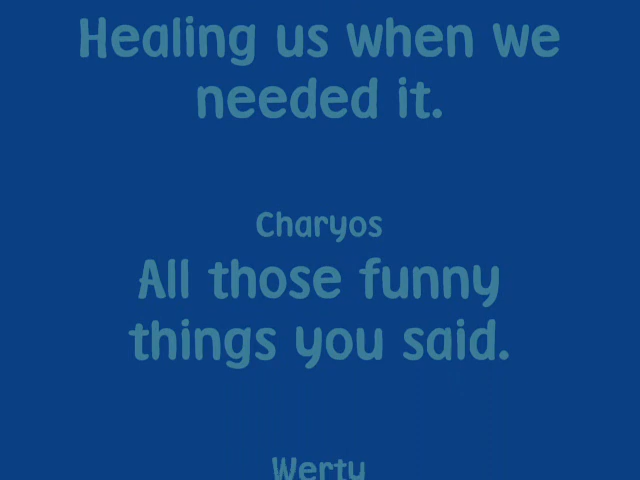 Healing us when we
needed it.
Charyos
All those funny
things you said.
Werty